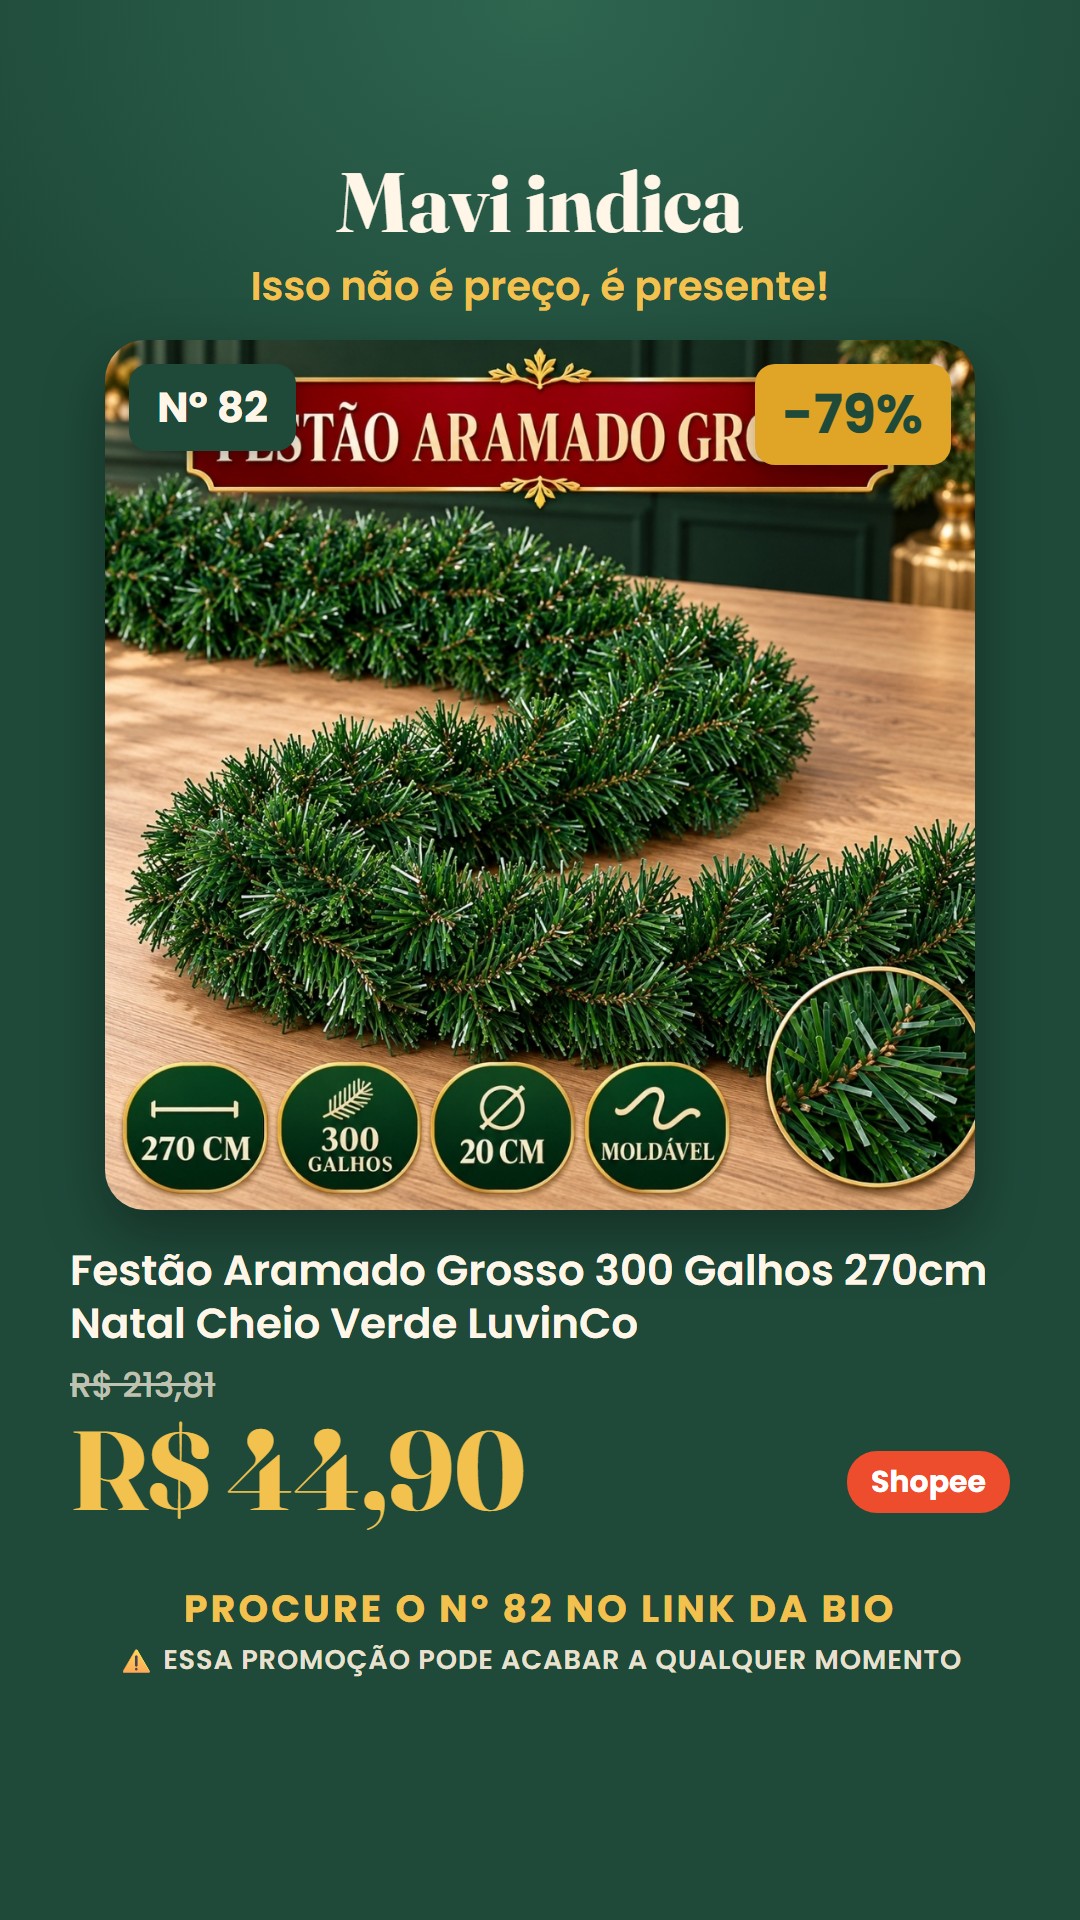 Mavi indica
Isso não é preço, é presente!
Nº 82
-79%
ARAMADO
270 CM
300
GALHOS
20 CM
MOLDÁVEL
Festão Aramado Grosso 300 Galhos 270cm
Natal Cheio Verde LuvinCo
R$ 213,81
R$ 44,90
Shopee
PROCURE O Nº 82 NO LINK DA BIO
⚠️ ESSA PROMOÇÃO PODE ACABAR A QUALQUER MOMENTO